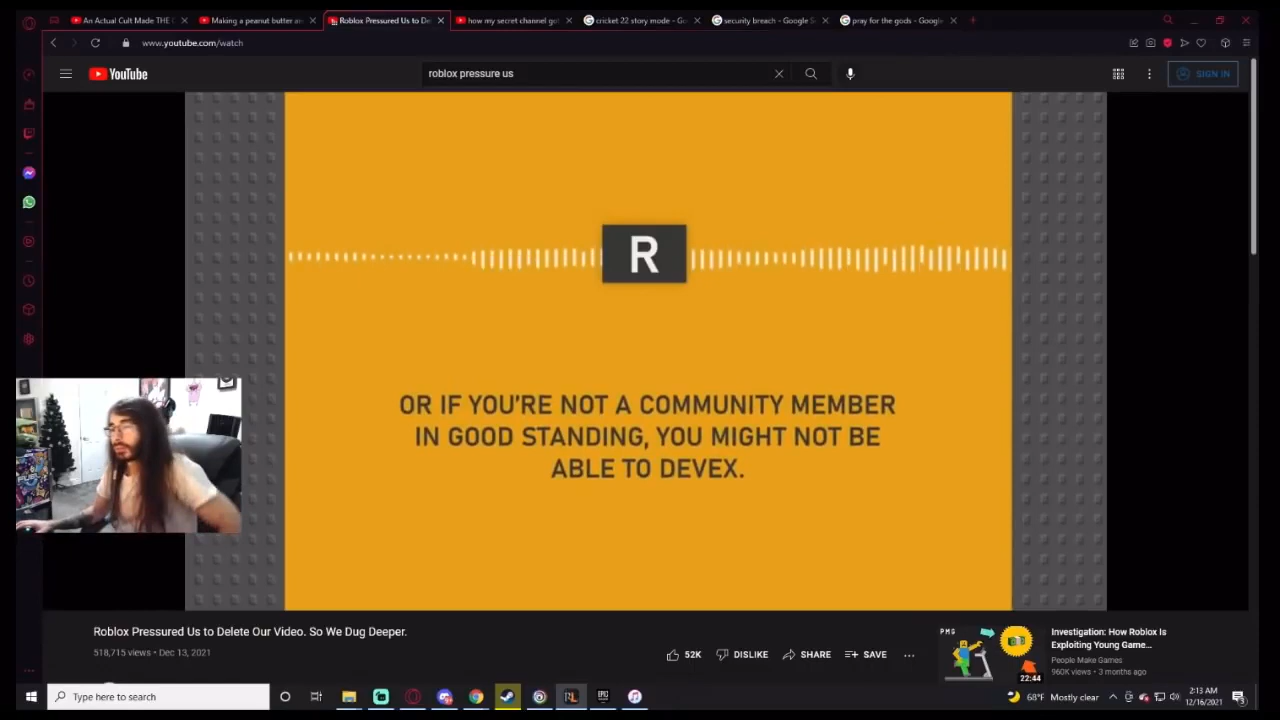 An Actual Cult Made THE
Making a peanut butter a
Roblox Pressured Us to De
how my secret channel got
cricket 22 story mode - Go
security breach - Google S
pray for the gods - Google
www.youtube.com/watch
YouTube
roblox pressure us
SIGN IN
R
OR IF YOU'RE NOT A COMMUNITY MEMBER
IN GOOD STANDING, YOU MIGHT NOT BE
ABLE TO DEVEX.
Roblox Pressured Us to Delete Our Video. So We Dug Deeper.
518,715 views • Dec 13, 2021
52K
DISLIKE
SHARE
SAVE
PMG
22:44
Investigation: How Roblox Is
Exploiting Young Game...
People Make Games
960K views • 3 months ago
Type here to search
68°F Mostly clear
2:13 AM
12/16/2021